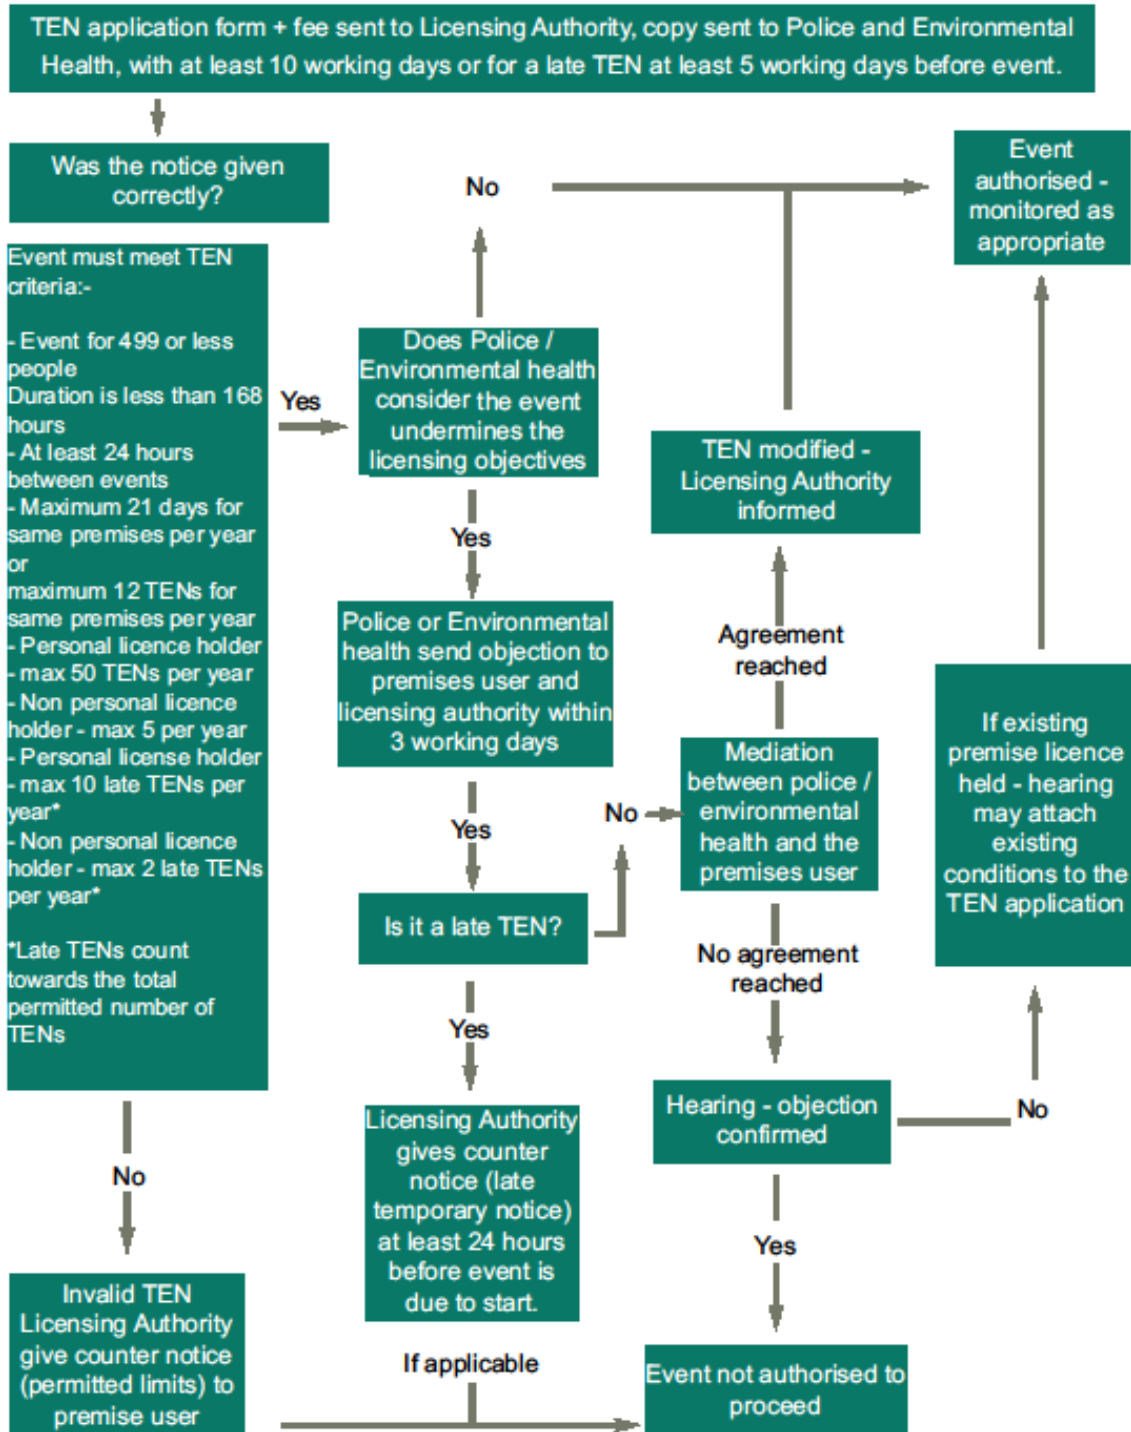 TEN application form + fee sent to Licensing Authority, copy sent to Police and Environmental
Health, with at least 10 working days or for a late TEN at least 5 working days before event.
Was the notice given
correctly?
Event must meet TEN
criteria:-
- Event for 499 or less
people
Duration is less than 168
hours
- At least 24 hours
between events
- Maximum 21 days for
same premises per year
or
maximum 12 TENs for
same premises per year
- Personal licence holder
- max 50 TENs per year
- Non personal licence
holder - max 5 per year
- Personal license holder
- max 10 late TENs per
year*
- Non personal licence
holder - max 2 late TENs
per year*
*Late TENs count
towards the total
permitted number of
TENs
No
Invalid TEN
Licensing Authority
give counter notice
(permitted limits) to
premise user
Yes
Does Police /
Environmental health
consider the event
undermines the
licensing objectives
No
Yes
Police or Environmental
health send objection to
premises user and
licensing authority within
3 working days
Yes
Is it a late TEN?
No
Yes
Licensing Authority
gives counter
notice (late
temporary notice)
at least 24 hours
before event is
due to start.
If applicable
TEN modified -
Licensing Authority
informed
Agreement
reached
Mediation
between police /
environmental
health and the
premises user
No agreement
reached
Hearing - objection
confirmed
No
Yes
Event not authorised to
proceed
Event
authorised -
monitored as
appropriate
If existing
premise licence
held - hearing
may attach
existing
conditions to the
TEN application